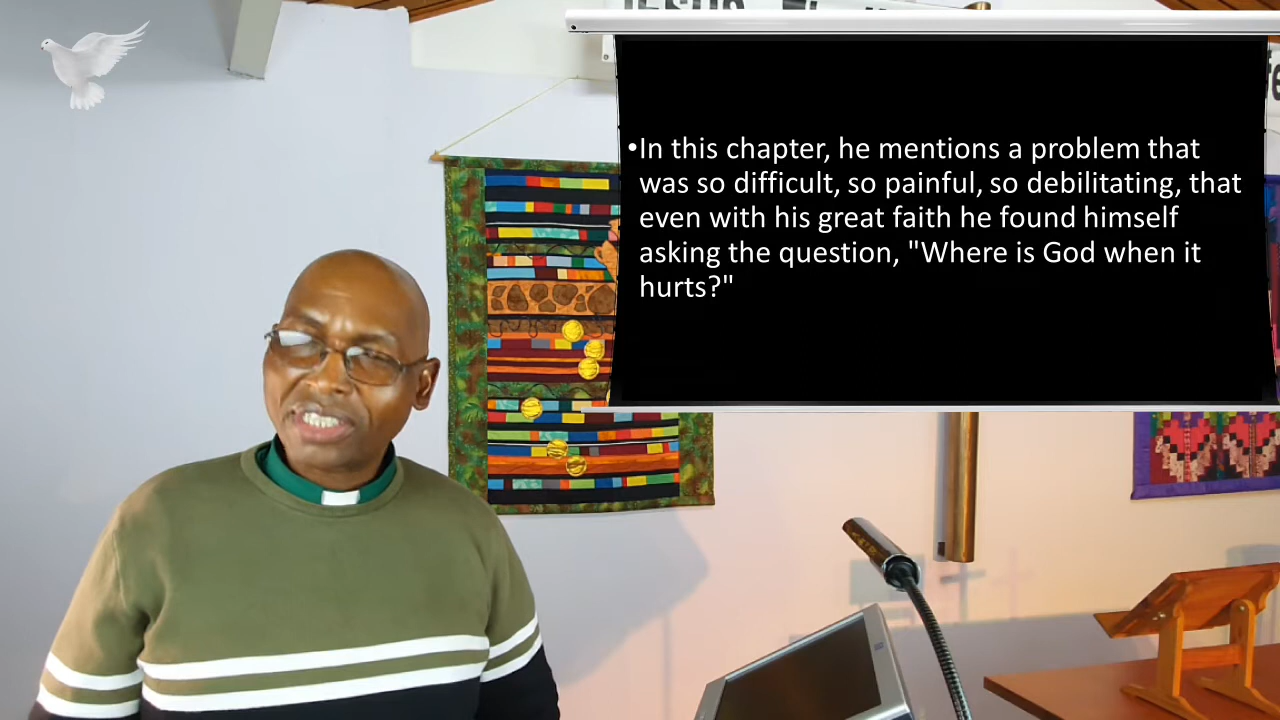 JESUS
•In this chapter, he mentions a problem that
was so difficult, so painful, so debilitating, that
even with his great faith he found himself
asking the question, "Where is God when it
hurts?"